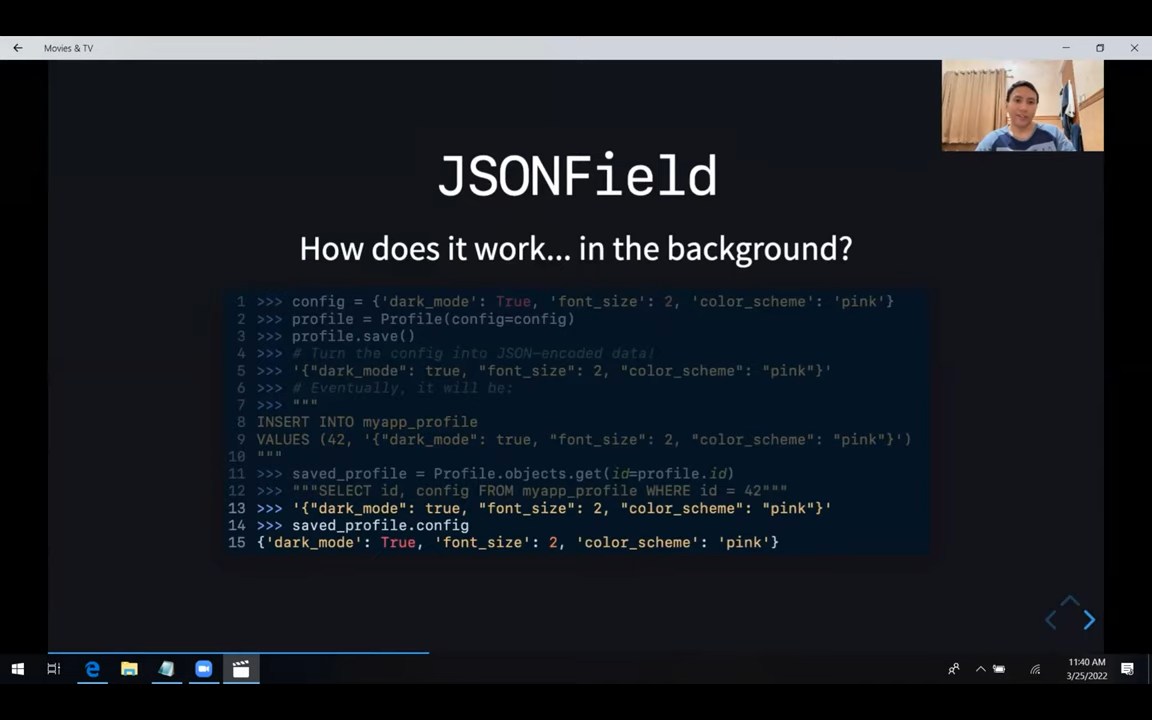 Movies & TV
JSONField
How does it work... in the background?
1 >>> config = {'dark_mode': True, 'font_size': 2, 'color_scheme': 'pink'}
2 >>> profile = Profile(config=config)
3 >>> profile.save()
4 >>> # Turn the config into JSON-encoded data!
5 >>> '{"dark_mode": true, "font_size": 2, "color_scheme": "pink"}'
6 >>> # Eventually, it will be:
7 >>> """
8 INSERT INTO myapp_profile
9 VALUES (42, '{"dark_mode": true, "font_size": 2, "color_scheme": "pink"}')
10 """
11 >>> saved_profile = Profile.objects.get(id=profile.id)
12 >>> """SELECT id, config FROM myapp_profile WHERE id = 42"""
13 >>> '{"dark_mode": true, "font_size": 2, "color_scheme": "pink"}'
14 >>> saved_profile.config
15 {'dark_mode': True, 'font_size': 2, 'color_scheme': 'pink'}
11:40 AM
3/25/2022